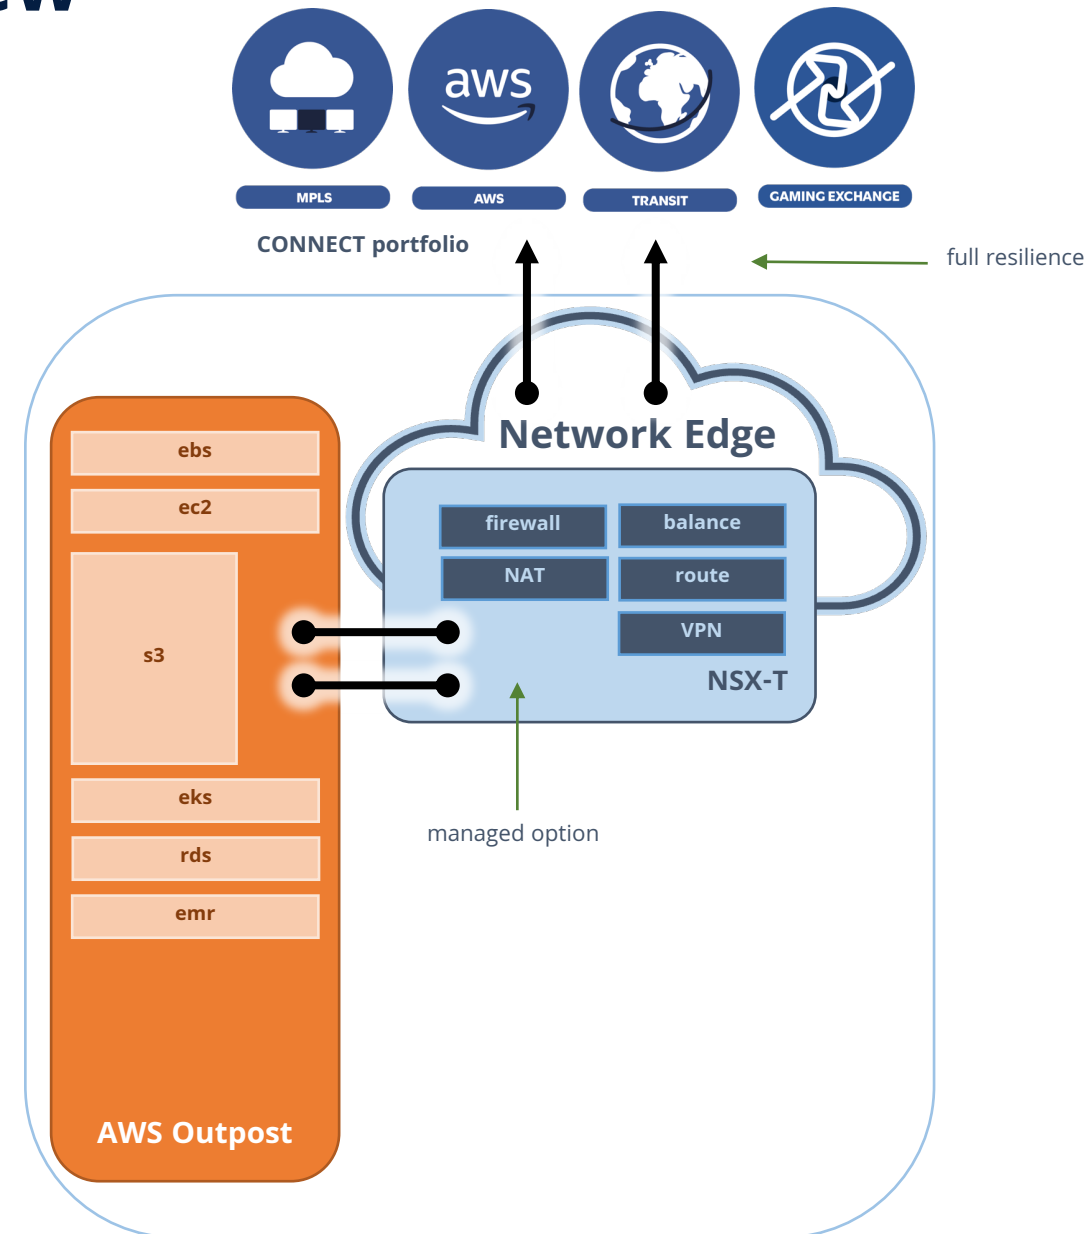 ew
aws
MPLS
AWS
TRANSIT
GAMING EXCHANGE
CONNECT portfolio
full resilience
Network Edge
ebs
ec2
s3
eks
rds
emr
AWS Outpost
firewall
balance
NAT
route
VPN
NSX-T
managed option